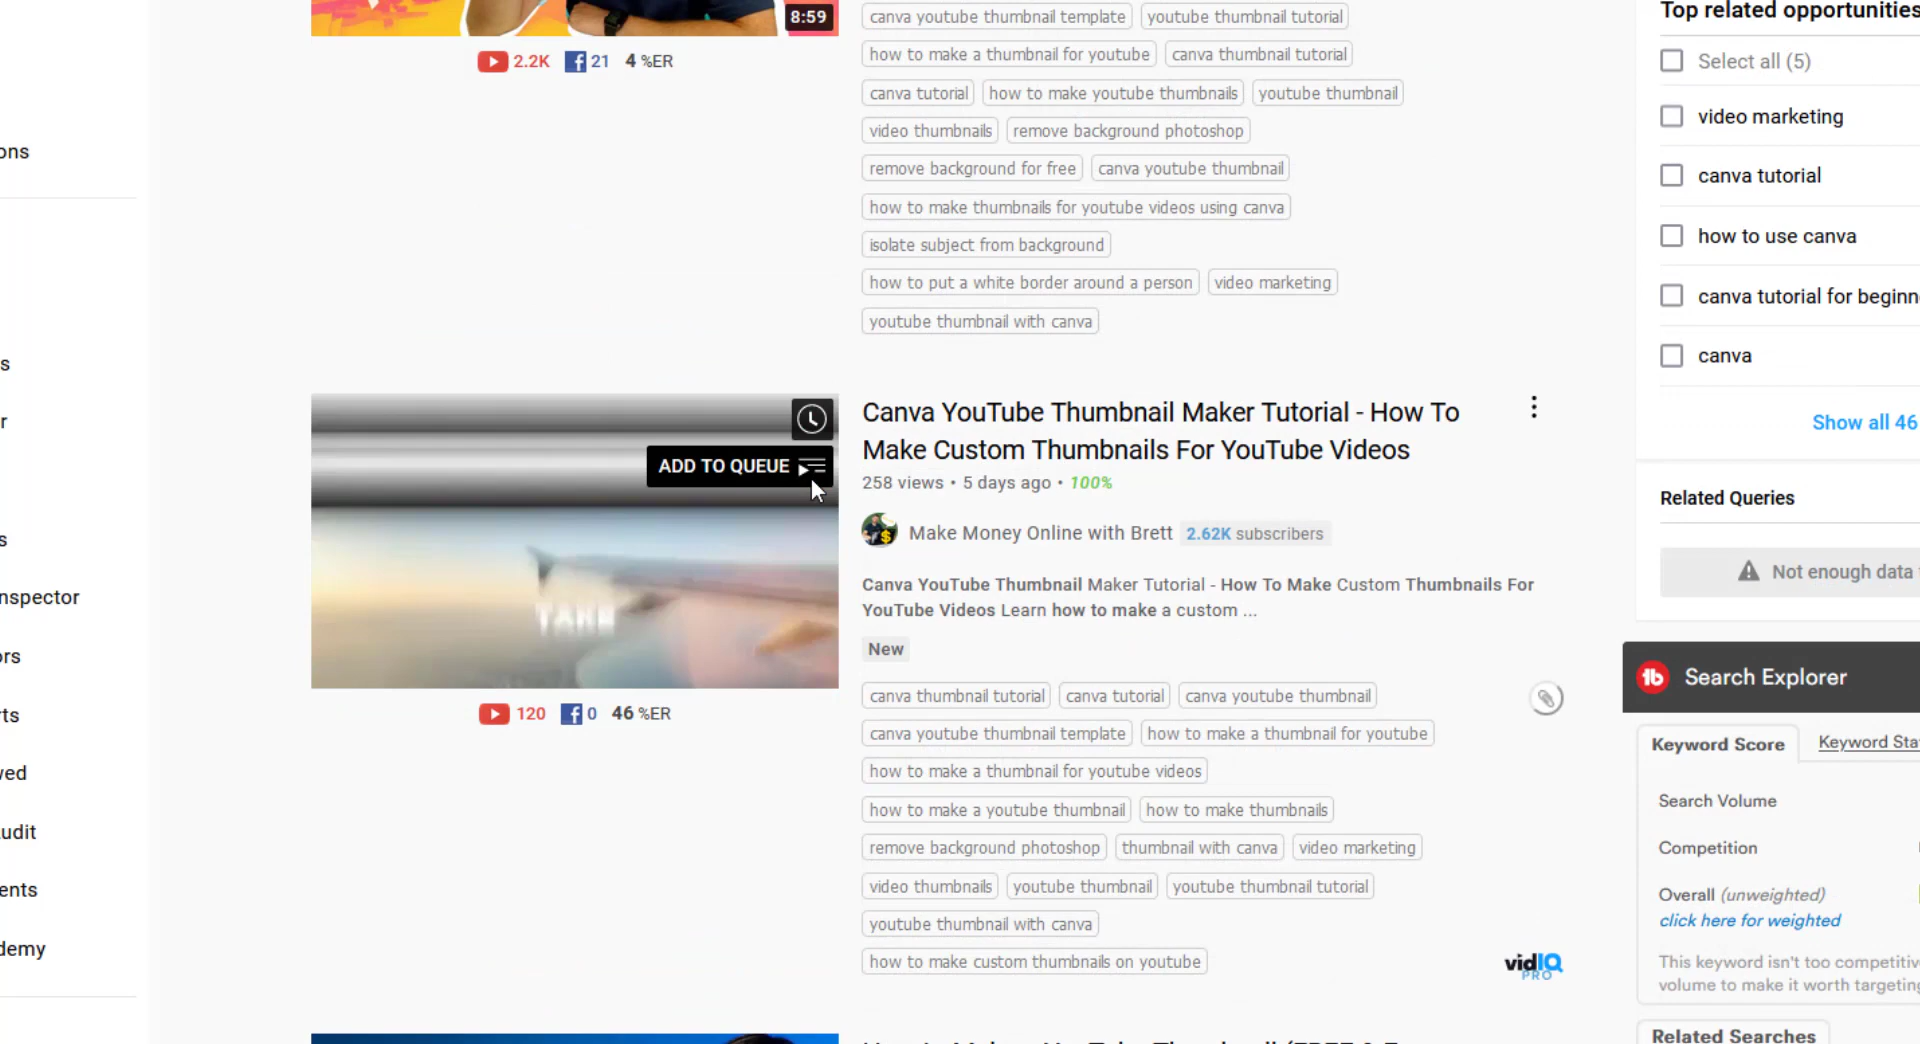 8:59
2.2K 21 4 %ER
canva youtube thumbnail template youtube thumbnail tutorial
how to make a thumbnail for youtube canva thumbnail tutorial
canva tutorial how to make youtube thumbnails youtube thumbnail
video thumbnails remove background photoshop
remove background for free canva youtube thumbnail
how to make thumbnails for youtube videos using canva
isolate subject from background
how to put a white border around a person video marketing
youtube thumbnail with canva
ADD TO QUEUE
TAKE
120 0 46 %ER
Canva YouTube Thumbnail Maker Tutorial - How To
Make Custom Thumbnails For YouTube Videos
258 views • 5 days ago • 100%
Make Money Online with Brett 2.62K subscribers
Canva YouTube Thumbnail Maker Tutorial - How To Make Custom Thumbnails For
YouTube Videos Learn how to make a custom ...
New
canva thumbnail tutorial canva tutorial canva youtube thumbnail
canva youtube thumbnail template how to make a thumbnail for youtube
how to make a thumbnail for youtube videos
how to make a youtube thumbnail how to make thumbnails
remove background photoshop thumbnail with canva video marketing
video thumbnails youtube thumbnail youtube thumbnail tutorial
youtube thumbnail with canva
how to make custom thumbnails on youtube
vidIQ
PRO
Top related opportunities
Select all (5)
video marketing
canva tutorial
how to use canva
canva tutorial for beginn
canva
Show all 46
Related Queries
Not enough data
tb Search Explorer
Keyword Score Keyword Sta
Search Volume
Competition
Overall (unweighted)
click here for weighted
This keyword isn't too competitiv
volume to make it worth targeting
Related Searches
ons
s
r
s
nspector
ors
rts
ved
udit
ents
demy